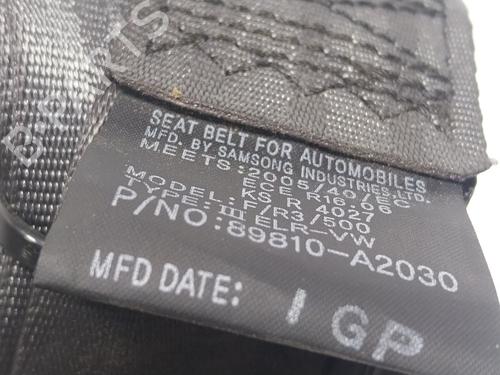 SEAT BELT FOR AUTOMOBILES
MFD. BY SAMSONG INDUSTRIES,LTD.
MEETS:2005/40/EC
ECE R16.06
KS R 4027
MODEL: F/R3/500
TYPE: III ELR-VW
P/NO:89810-A2030
MFD DATE: I GP
B-PARTS